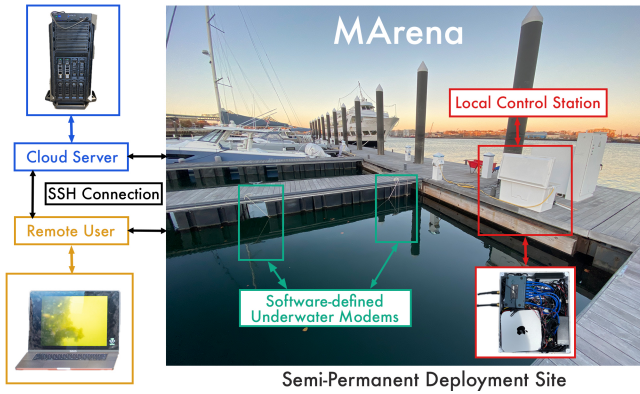 MArena
Local Control Station
Cloud Server
SSH Connection
Remote User
Software-defined
Underwater Modems
Semi-Permanent Deployment Site